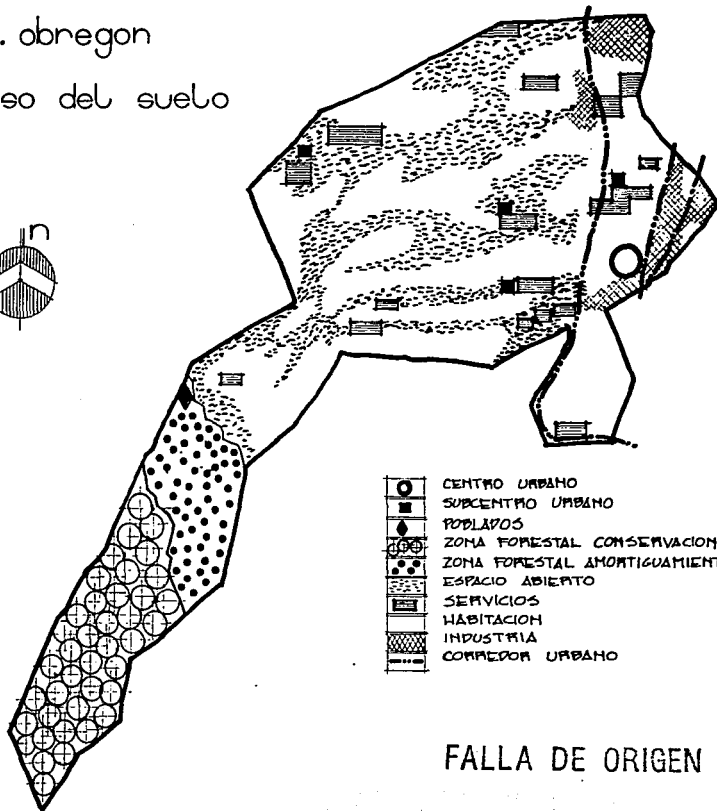 . obregon
so del suelo
n
CENTRO URBANO
SUBCENTRO URBANO
POBLADOS
ZONA FORESTAL CONSERVACION
ZONA FORESTAL AMORTIGUAMIENT
ESPACIO ABIERTO
SERVICIOS
HABITACION
INDUSTRIA
CORREDOR URBANO
FALLA DE ORIGEN